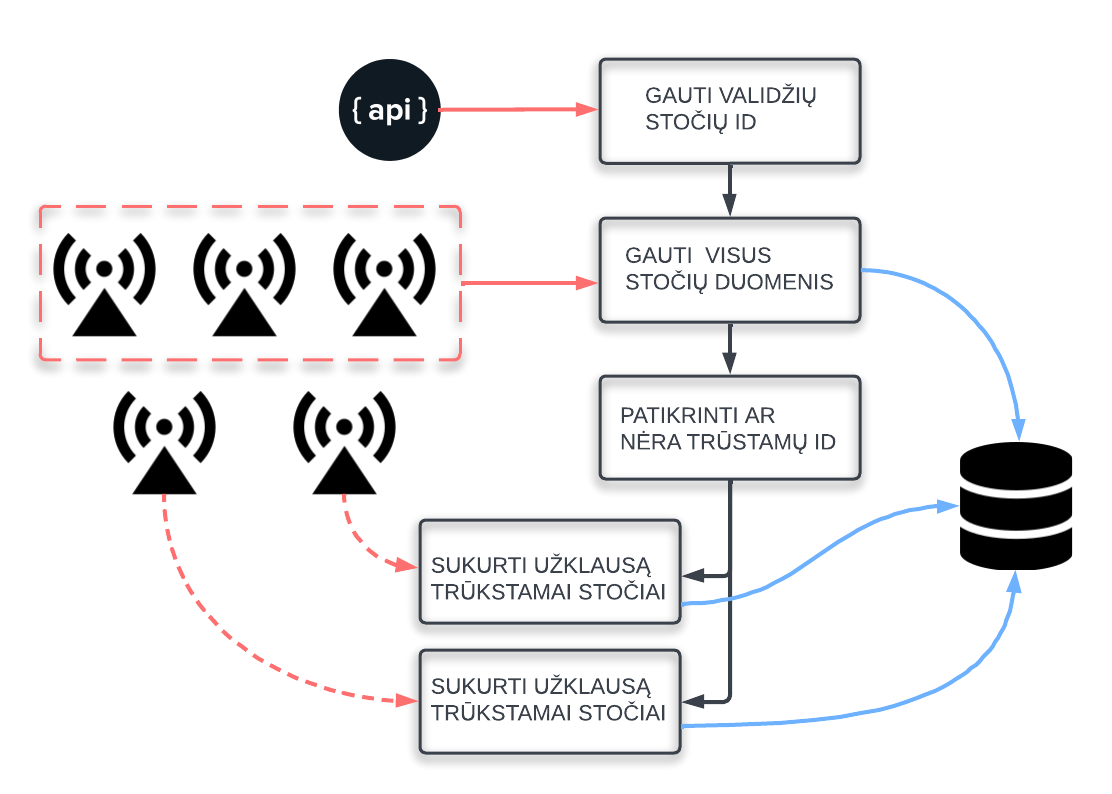 { api }
GAUTI VALIDŽIŲ
STOČIŲ ID
GAUTI VISUS
STOČIŲ DUOMENIS
PATIKRINTI AR
NĖRA TRŪSTAMŲ ID
SUKURTI UŽKLAUSĄ
TRŪKSTAMAI STOČIAI
SUKURTI UŽKLAUSĄ
TRŪKSTAMAI STOČIAI